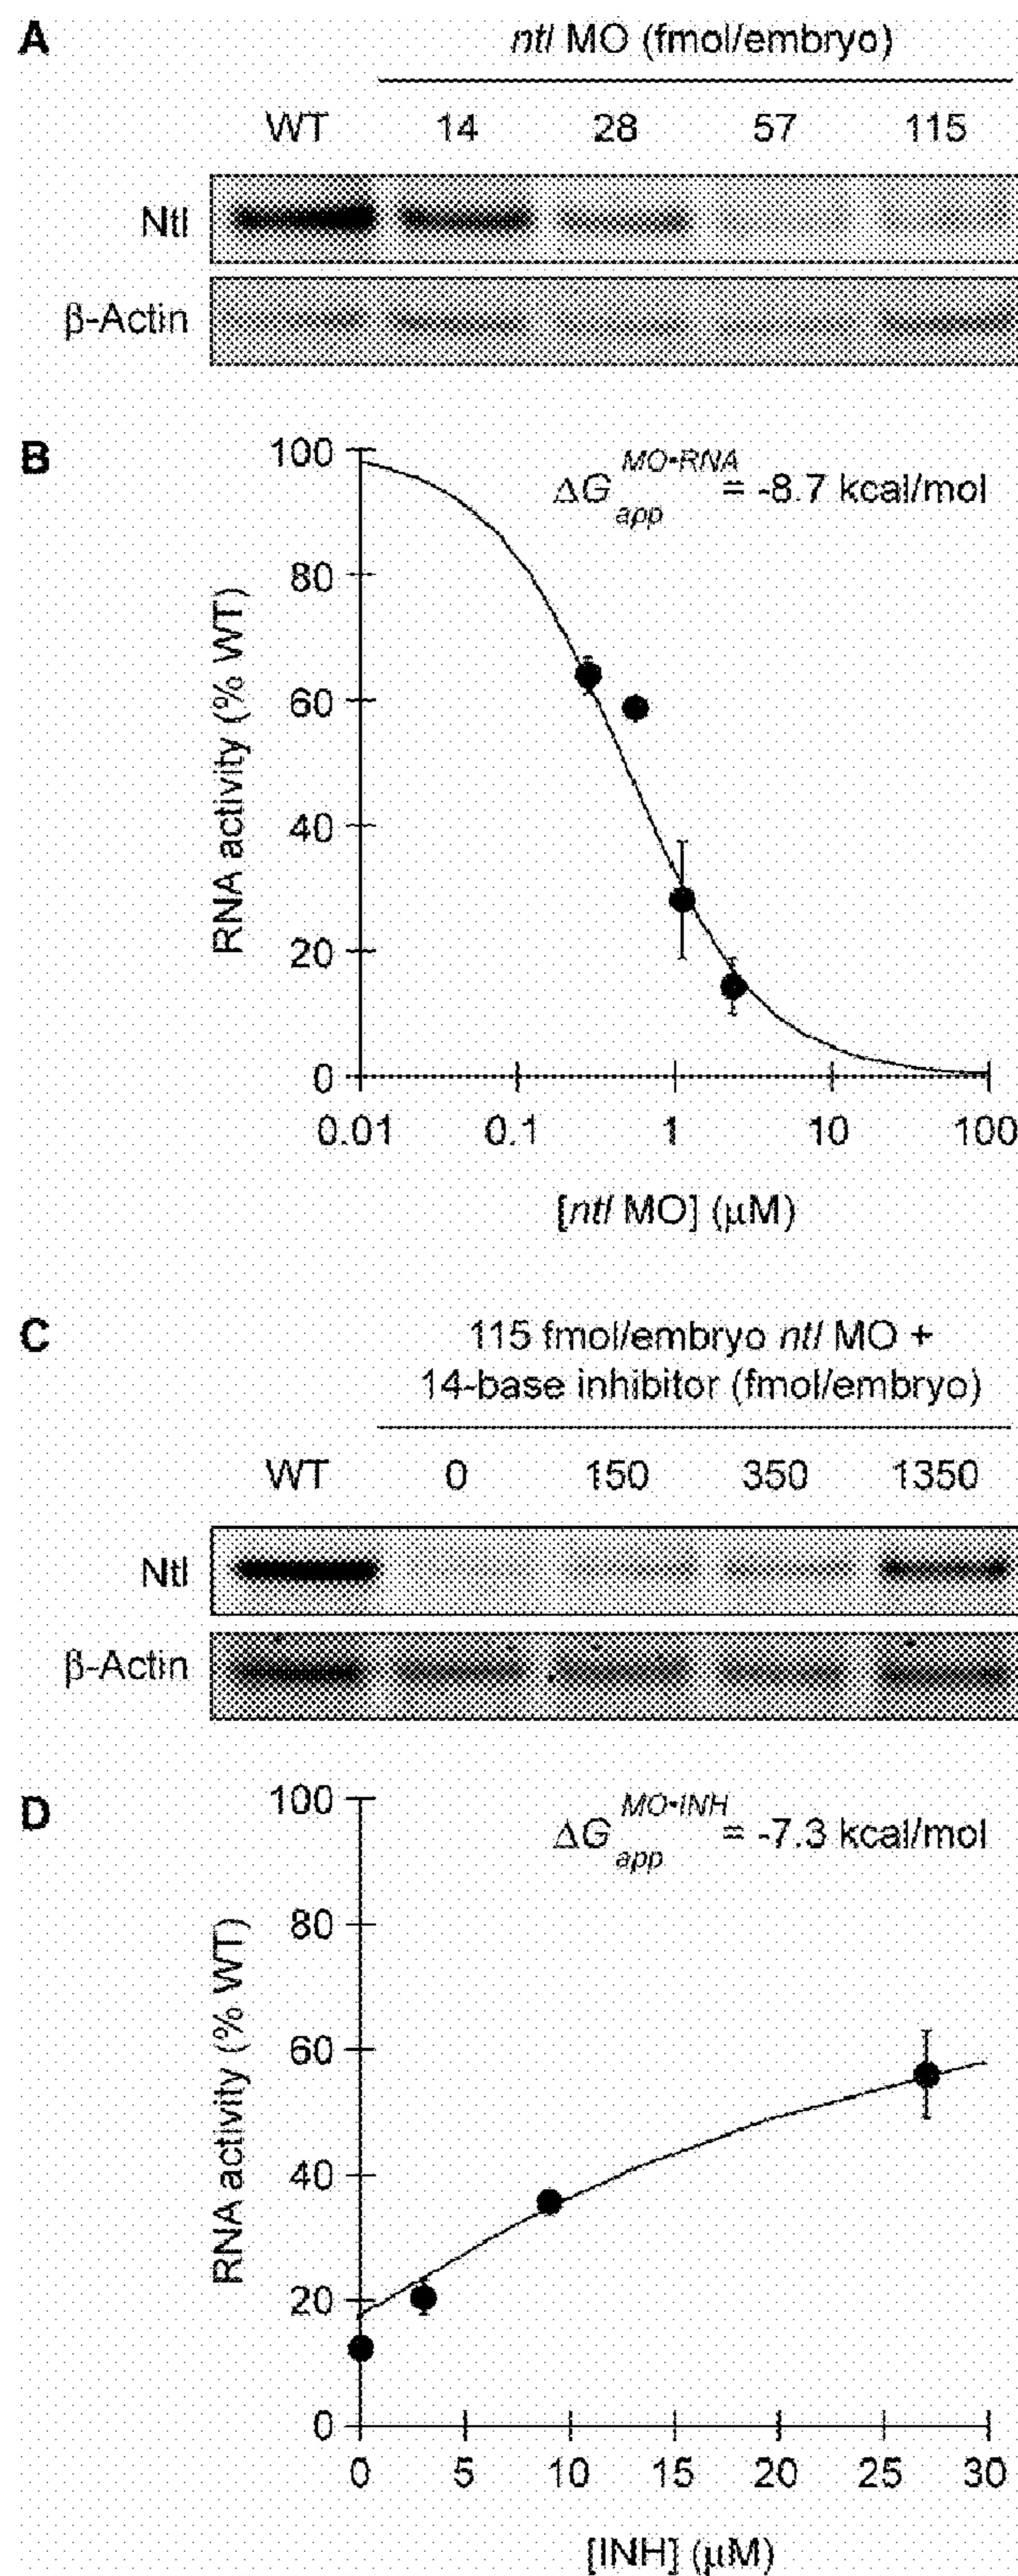 A
ntl MO (fmol/embryo)
WT 14 28 57 115
Ntl
β-Actin
B
ΔG app MO•RNA = -8.7 kcal/mol
RNA activity (% WT)
100
80
60
40
20
0
0.01 0.1 1 10 100
[ntl MO] (μM)
C
115 fmol/embryo ntl MO +
14-base inhibitor (fmol/embryo)
WT 0 150 350 1350
Ntl
β-Actin
D
ΔG app MO•INH = -7.3 kcal/mol
RNA activity (% WT)
100
80
60
40
20
0
0 5 10 15 20 25 30
[INH] (μM)